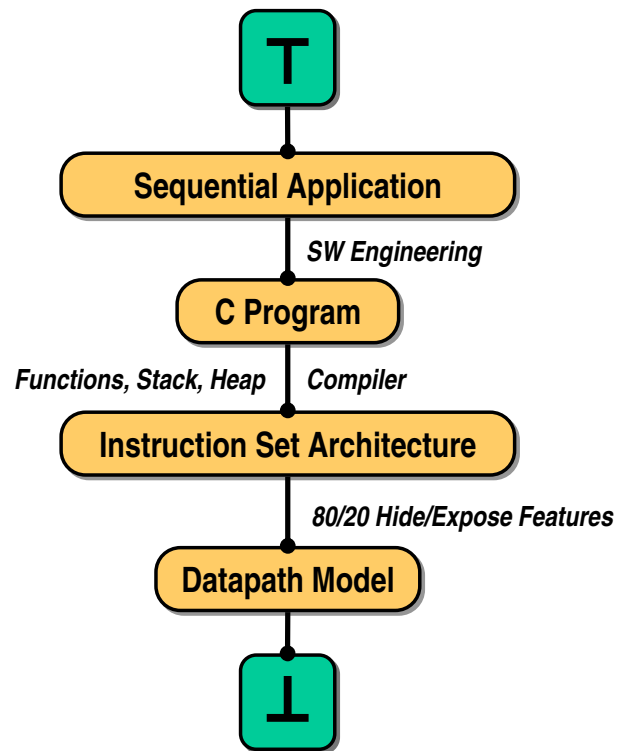 ⊤
Sequential Application
SW Engineering
C Program
Functions, Stack, Heap
Compiler
Instruction Set Architecture
80/20 Hide/Expose Features
Datapath Model
⊥